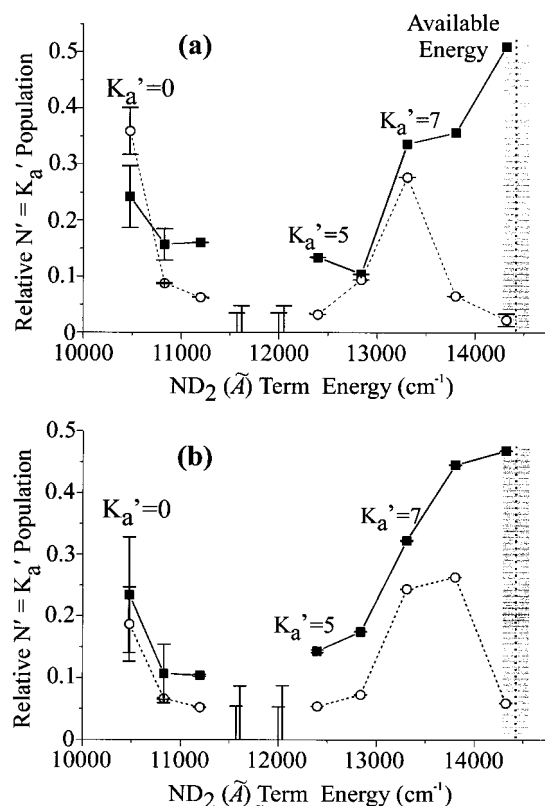 (a)
Available
Energy
Relative N' = Kₐ' Population
0.5
0.4
0.3
0.2
0.1
0
Kₐ'=0
Kₐ'=5
Kₐ'=7
10000 11000 12000 13000 14000
ND₂ (Ã) Term Energy (cm⁻¹)
(b)
Relative N' = Kₐ' Population
0.5
0.4
0.3
0.2
0.1
0
Kₐ'=0
Kₐ'=5
Kₐ'=7
10000 11000 12000 13000 14000
ND₂ (Ã) Term Energy (cm⁻¹)